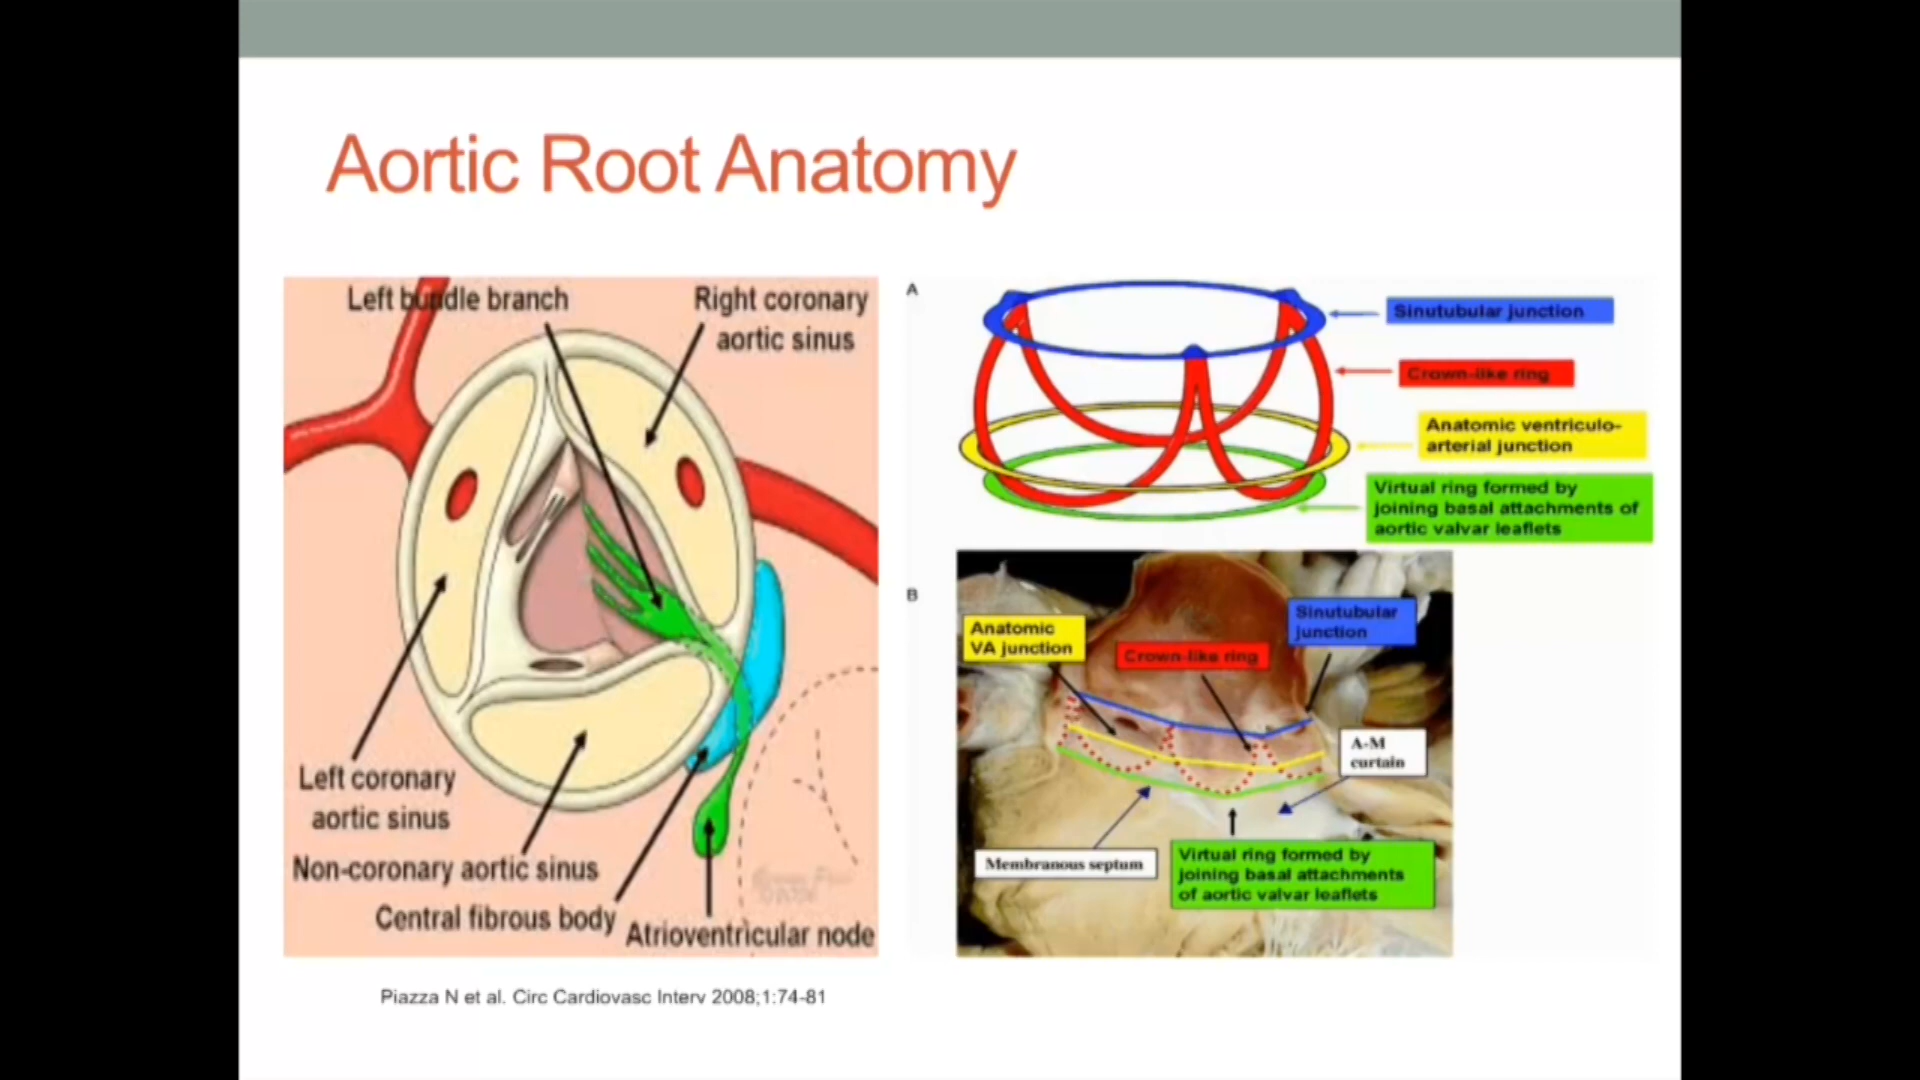 Aortic Root Anatomy
Left bundle branch
Right coronary
aortic sinus
Left coronary
aortic sinus
Non-coronary aortic sinus
Central fibrous body
Atrioventricular node
A
Sinutubular junction
Crown-like ring
Anatomic ventriculo-
arterial junction
Virtual ring formed by
joining basal attachments of
aortic valvar leaflets
B
Anatomic
VA junction
Crown-like ring
Sinutubular
junction
A-M
curtain
Membranous septum
Virtual ring formed by
joining basal attachments
of aortic valvar leaflets
Piazza N et al. Circ Cardiovasc Interv 2008;1:74-81